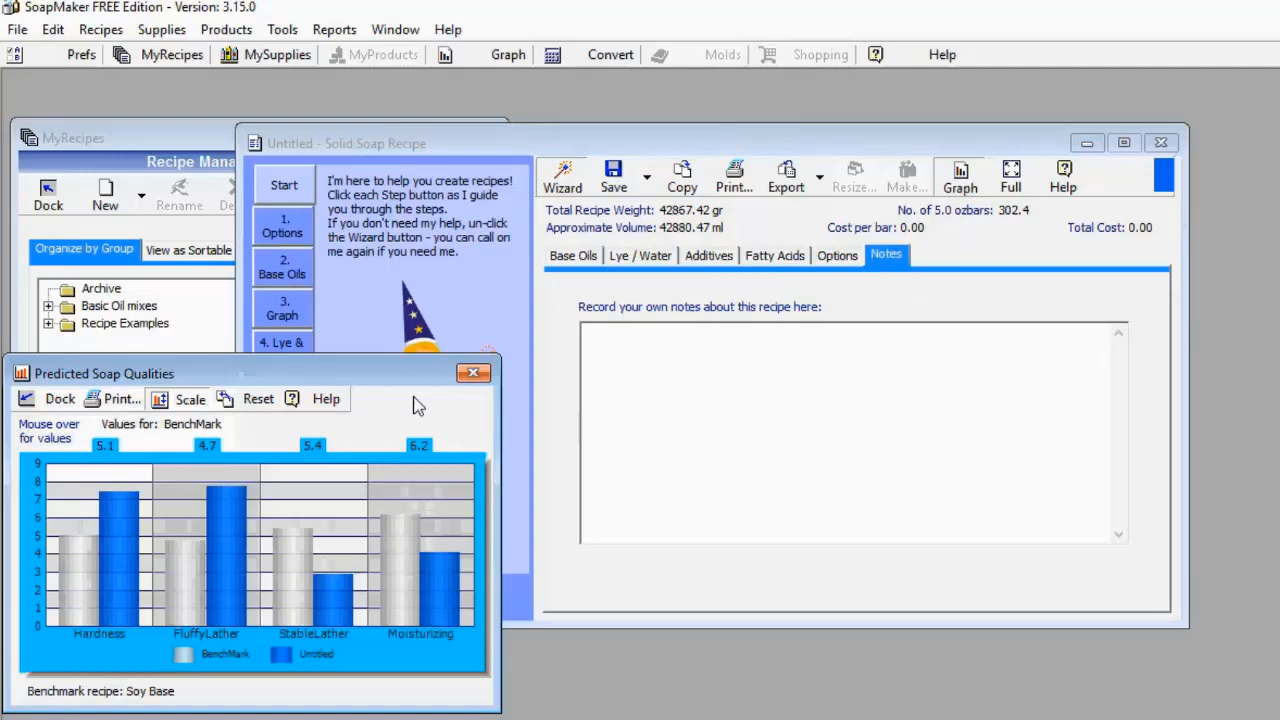 SoapMaker FREE Edition - Version: 3.15.0
File Edit Recipes Supplies Products Tools Reports Window Help
Prefs MyRecipes MySupplies MyProducts Graph Convert Molds Shopping Help
MyRecipes
Recipe Mana
Dock New Rename De
Organize by Group View as Sortable
Archive
Basic Oil mixes
Recipe Examples
Untitled - Solid Soap Recipe
Start
1.
Options
2.
Base Oils
3.
Graph
4. Lye &
I'm here to help you create recipes!
Click each Step button as I guide
you through the steps.
If you don't need my help, un-click
the Wizard button - you can call on
me again if you need me.
Wizard Save Copy Print... Export Resize... Make... Graph Full Help
Total Recipe Weight: 42867.42 gr No. of 5.0 ozbars: 302.4
Approximate Volume: 42880.47 ml Cost per bar: 0.00 Total Cost: 0.00
Base Oils Lye / Water Additives Fatty Acids Options Notes
Record your own notes about this recipe here:
Predicted Soap Qualities
Dock Print... Scale Reset Help
Mouse over
for values
Values for: BenchMark
5.1 4.7 5.4 6.2
9
8
7
6
5
4
3
2
1
0
Hardness FluffyLather StableLather Moisturizing
BenchMark Untitled
Benchmark recipe: Soy Base